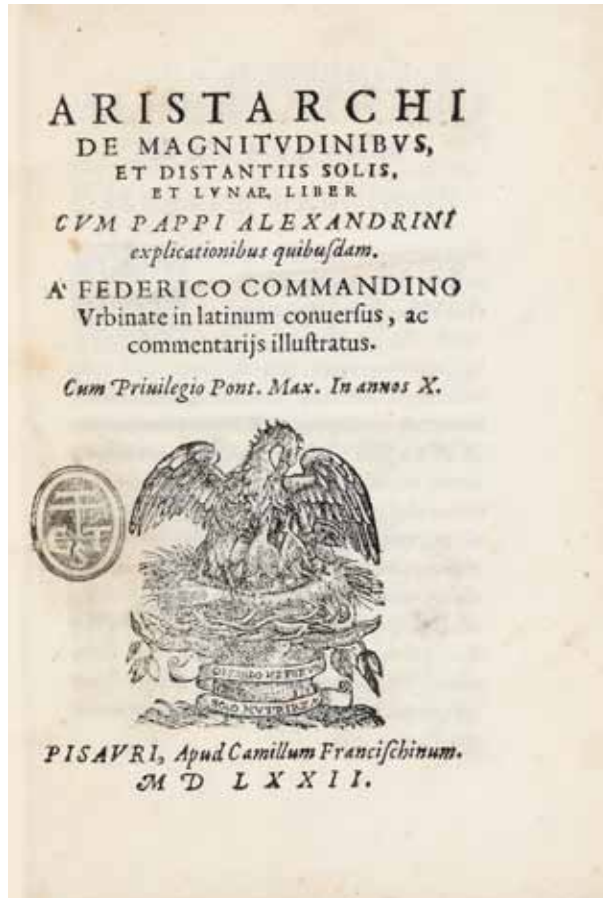 ARISTARCHI
DE MAGNITVDINIBVS,
ET DISTANTIIS SOLIS,
ET LVNAE, LIBER
CVM PAPPI ALEXANDRINI
explicationibus quibuſdam.
A' FEDERICO COMMANDINO
Vrbinate in latinum conuerſus, ac
commentarijs illuſtratus.
Cum Priuilegio Pont. Max. In annos X.
PISAVRI, Apud Camillum Franciſchinum.
M D LXXII.